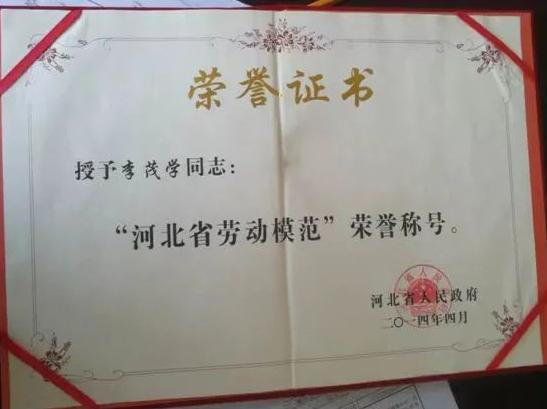 荣誉证书
授予李茂学同志：
“河北省劳动模范”荣誉称号。
河北省人民政府
二〇一四年四月